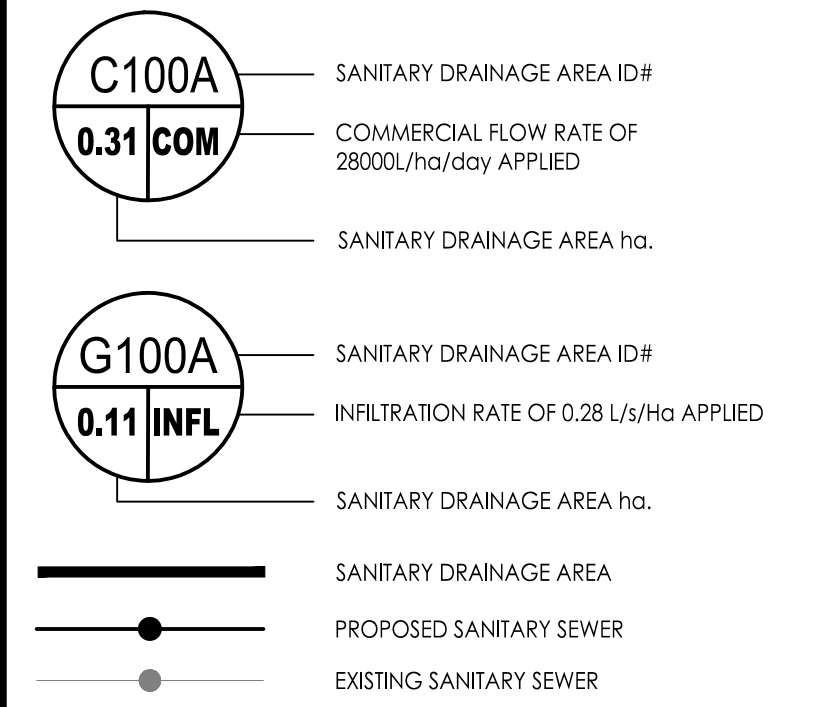 C100A
SANITARY DRAINAGE AREA ID#
0.31 COM
COMMERCIAL FLOW RATE OF
28000L/ha/day APPLIED
SANITARY DRAINAGE AREA ha.
G100A
SANITARY DRAINAGE AREA ID#
0.11 INFL
INFILTRATION RATE OF 0.28 L/s/Ha APPLIED
SANITARY DRAINAGE AREA ha.
SANITARY DRAINAGE AREA
PROPOSED SANITARY SEWER
EXISTING SANITARY SEWER